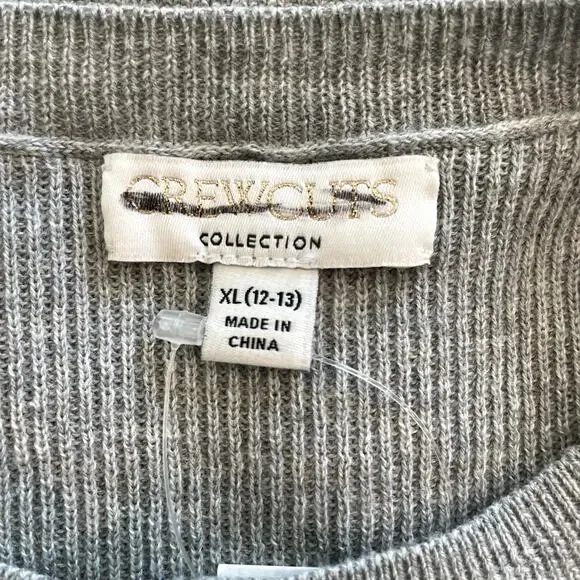 CREWCUTS
COLLECTION
XL (12-13)
MADE IN
CHINA